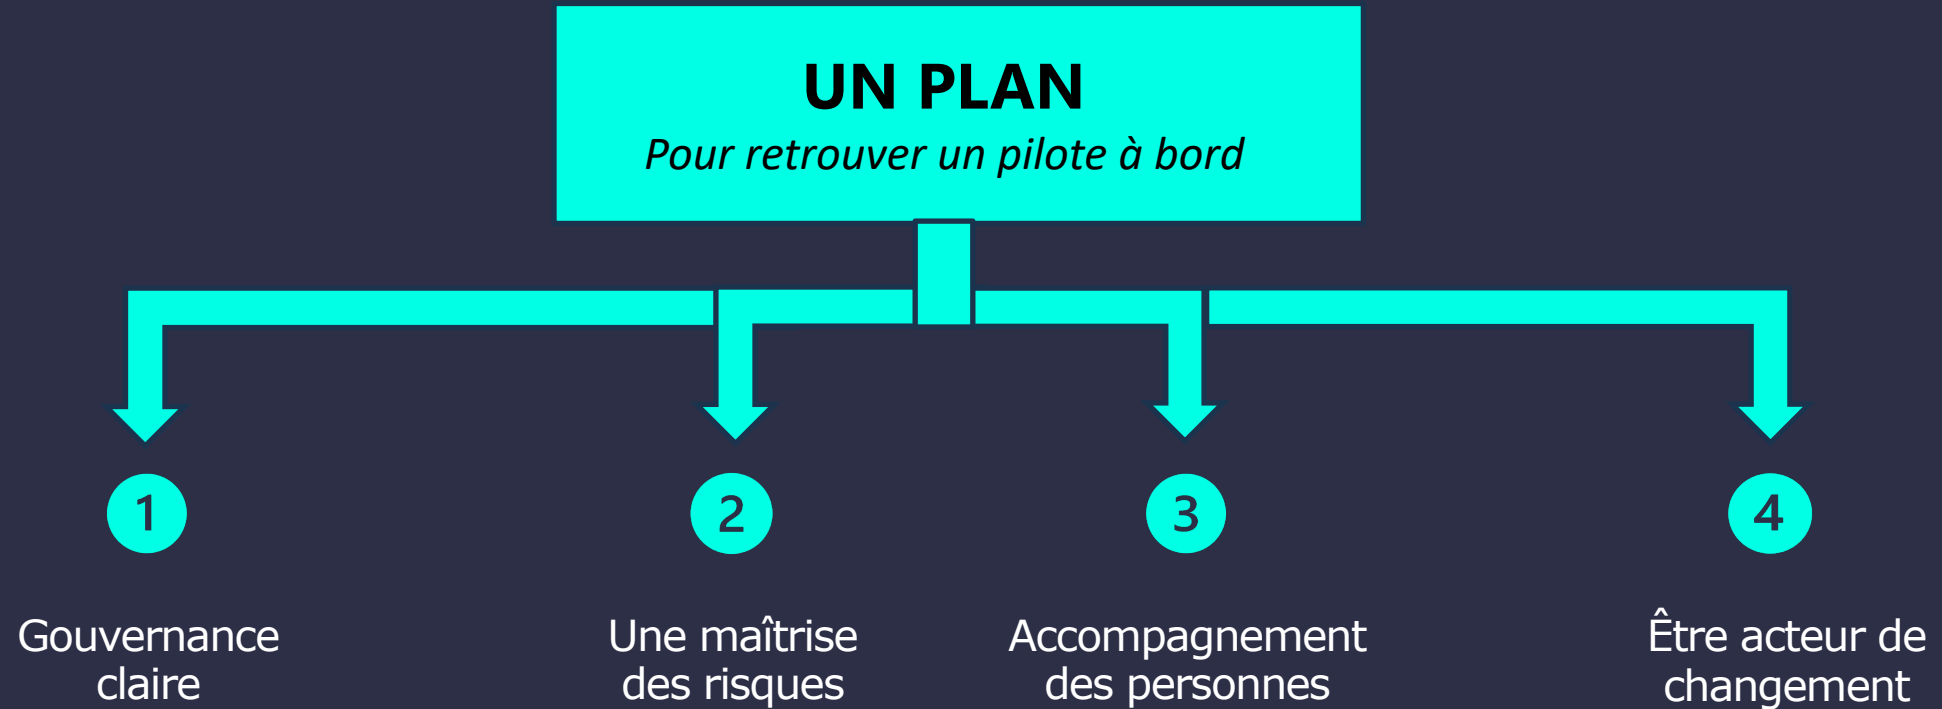 UN PLAN
Pour retrouver un pilote à bord
1
2
3
4
Gouvernance
claire
Une maîtrise
des risques
Accompagnement
des personnes
Être acteur de
changement